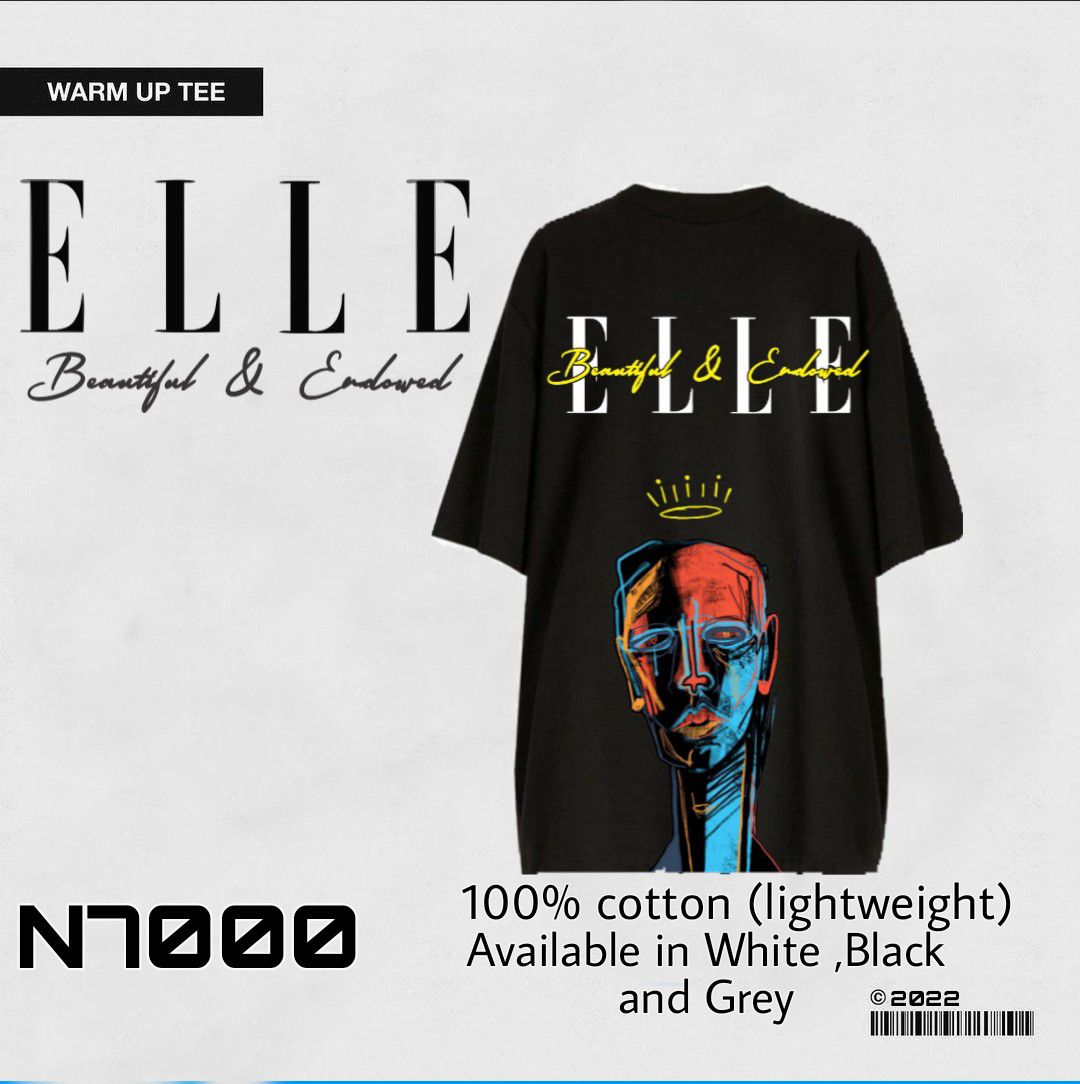 WARM UP TEE
ELLE
Beautiful & Endowed
ELLE
Beautiful & Endowed
N7000
100% cotton (lightweight)
Available in White ,Black
and Grey
© 2022